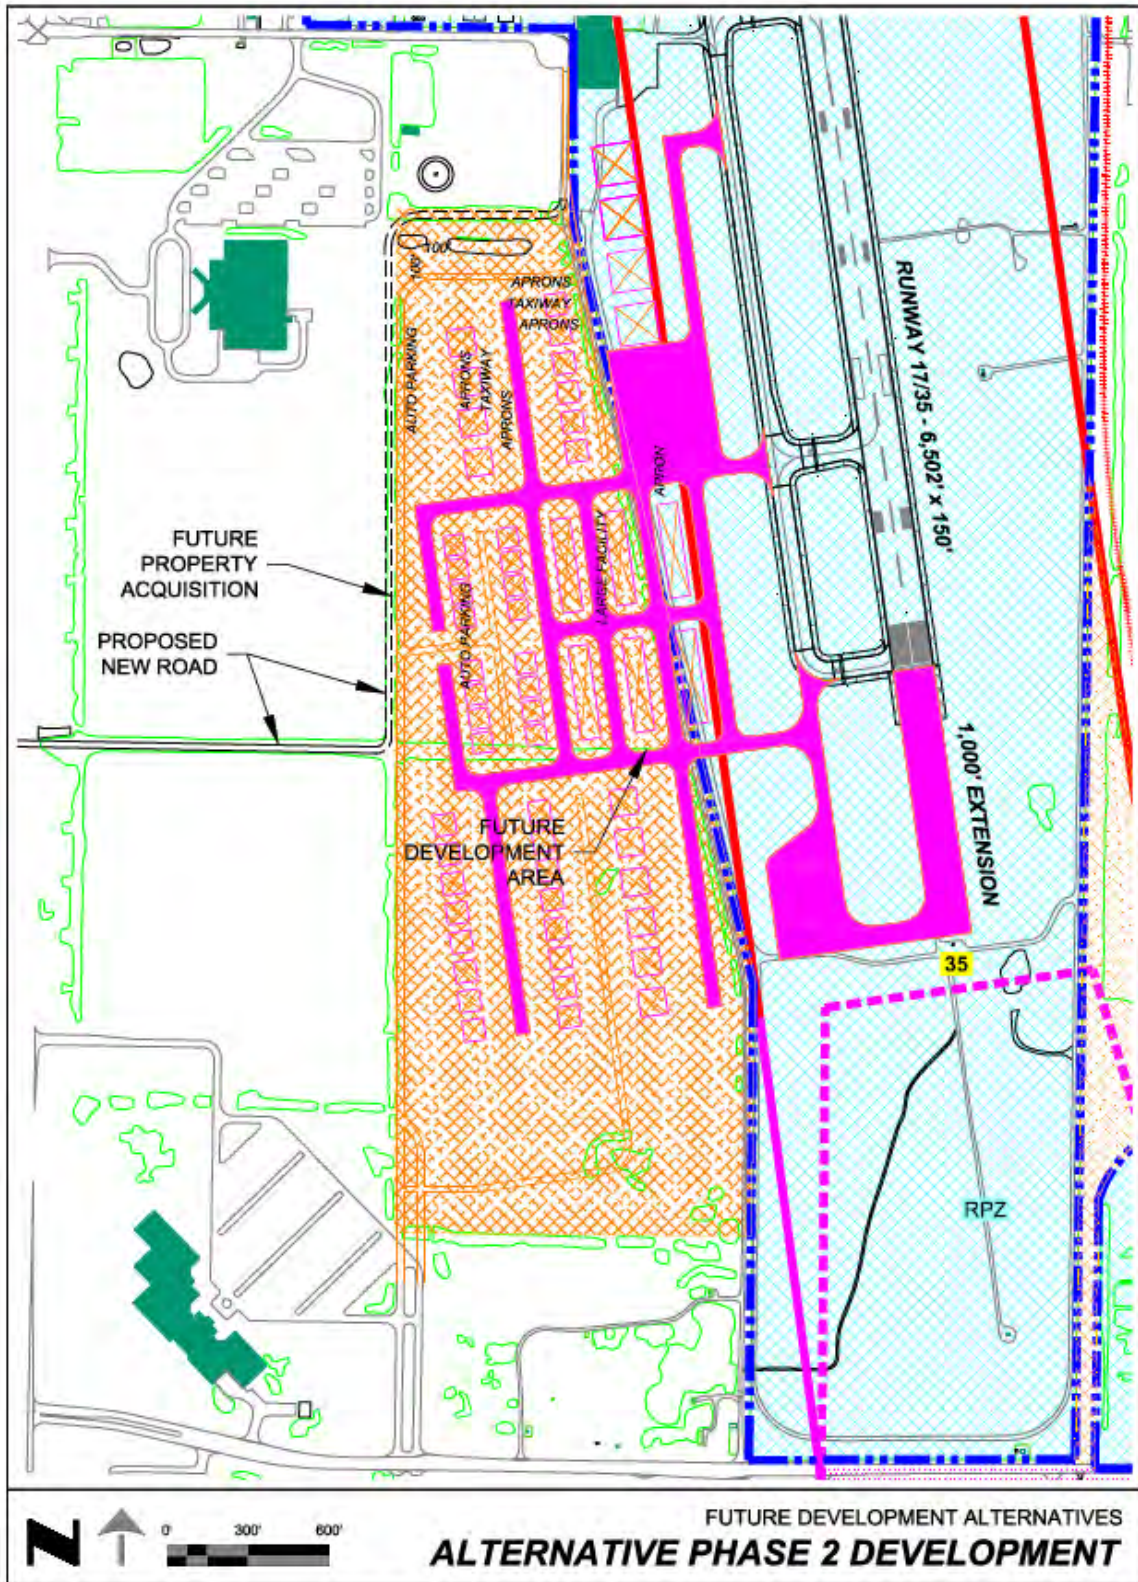 100'
100'
APRONS
TAXIWAY
APRONS
AUTO PARKING
APRONS
TAXIWAY
APRONS
RUNWAY 17/35 - 6,502' x 150'
APRON
LARGE FACILITY
FUTURE
PROPERTY
ACQUISITION
AUTO PARKING
PROPOSED
NEW ROAD
1,000' EXTENSION
FUTURE
DEVELOPMENT
AREA
35
RPZ
N
0' 300' 600'
FUTURE DEVELOPMENT ALTERNATIVES
ALTERNATIVE PHASE 2 DEVELOPMENT